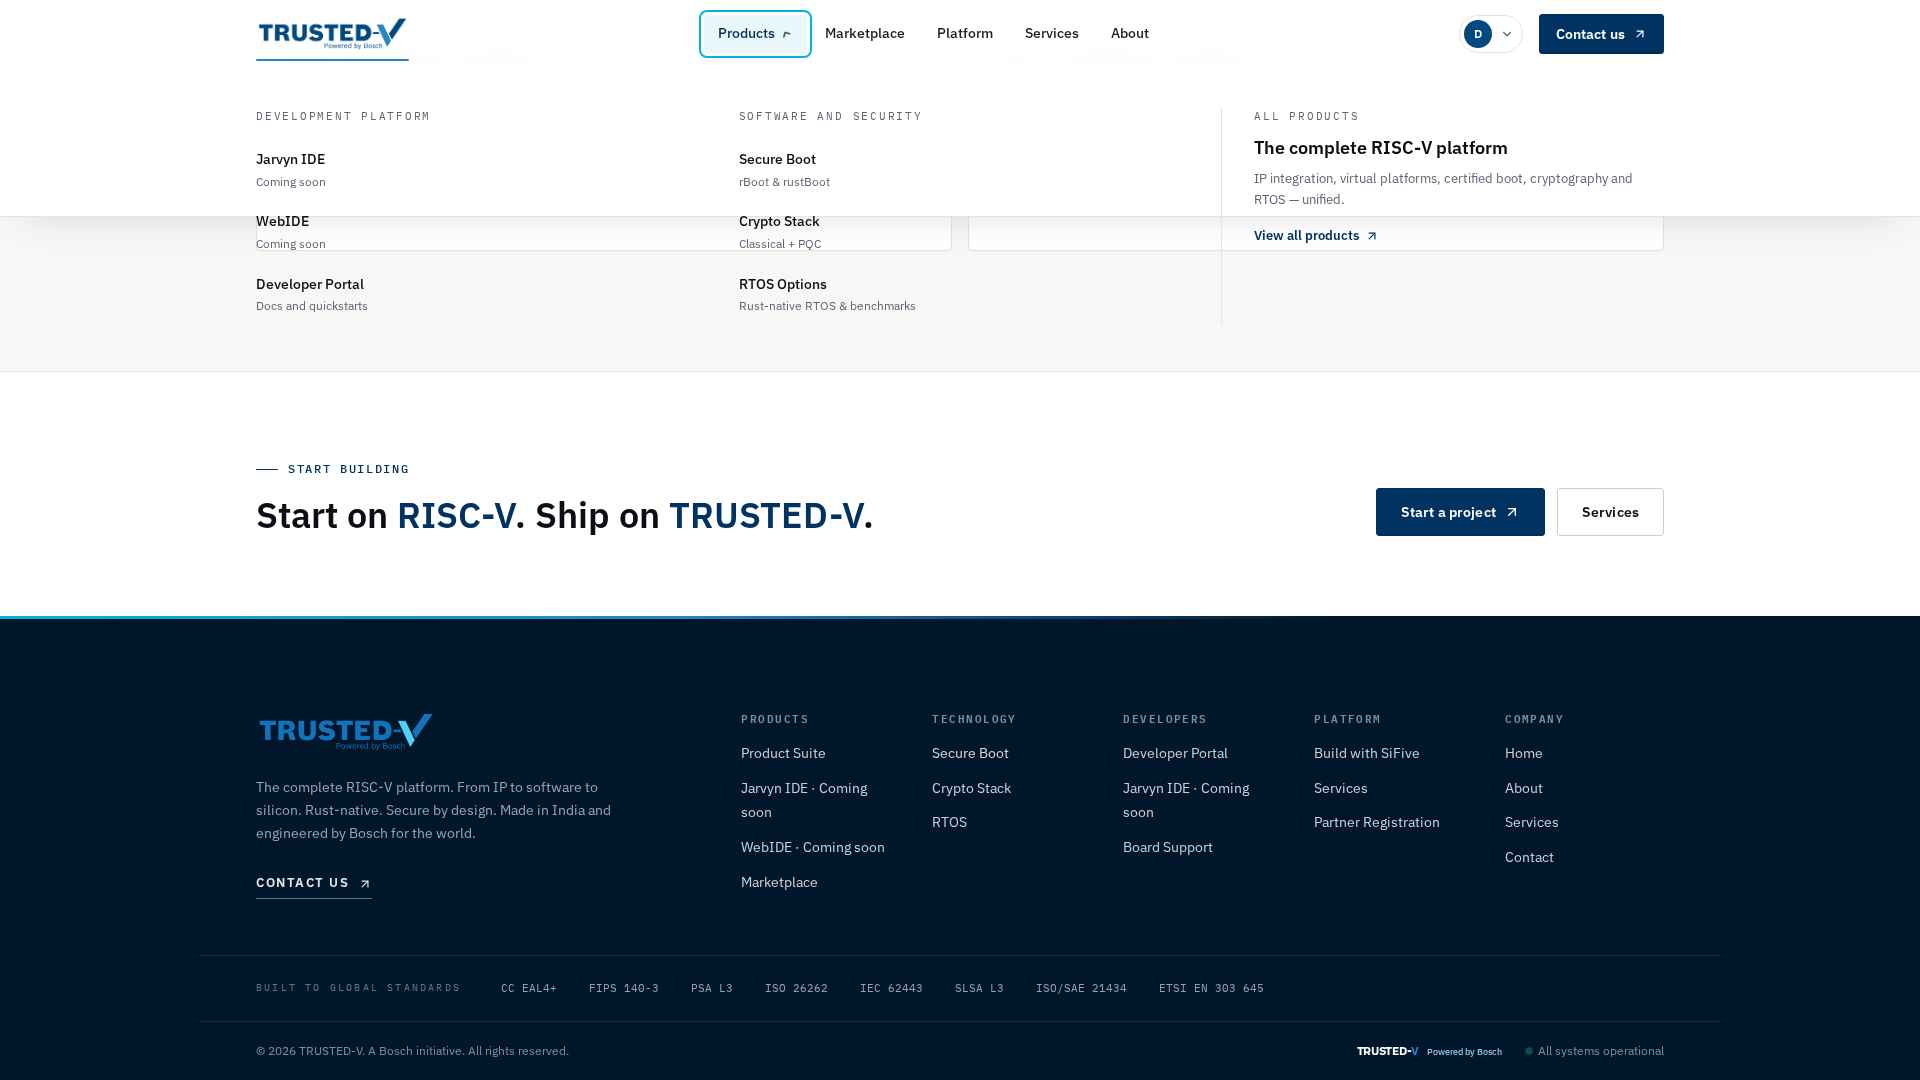 TRUSTED-V
Powered by Bosch
Products
Marketplace
Platform
Services
About
D
Contact us
DEVELOPMENT PLATFORM
Jarvyn IDE
Coming soon
WebIDE
Coming soon
Developer Portal
Docs and quickstarts
SOFTWARE AND SECURITY
Secure Boot
rBoot & rustBoot
Crypto Stack
Classical + PQC
RTOS Options
Rust-native RTOS & benchmarks
ALL PRODUCTS
The complete RISC-V platform
IP integration, virtual platforms, certified boot, cryptography and
RTOS — unified.
View all products
START BUILDING
Start on RISC-V. Ship on TRUSTED-V.
Start a project
Services
TRUSTED-V
Powered by Bosch
The complete RISC-V platform. From IP to software to
silicon. Rust-native. Secure by design. Made in India and
engineered by Bosch for the world.
CONTACT US
PRODUCTS
Product Suite
Jarvyn IDE · Coming
soon
WebIDE · Coming soon
Marketplace
TECHNOLOGY
Secure Boot
Crypto Stack
RTOS
DEVELOPERS
Developer Portal
Jarvyn IDE · Coming
soon
Board Support
PLATFORM
Build with SiFive
Services
Partner Registration
COMPANY
Home
About
Services
Contact
BUILT TO GLOBAL STANDARDS
CC EAL4+
FIPS 140-3
PSA L3
ISO 26262
IEC 62443
SLSA L3
ISO/SAE 21434
ETSI EN 303 645
© 2026 TRUSTED-V. A Bosch initiative. All rights reserved.
TRUSTED-V Powered by Bosch
All systems operational